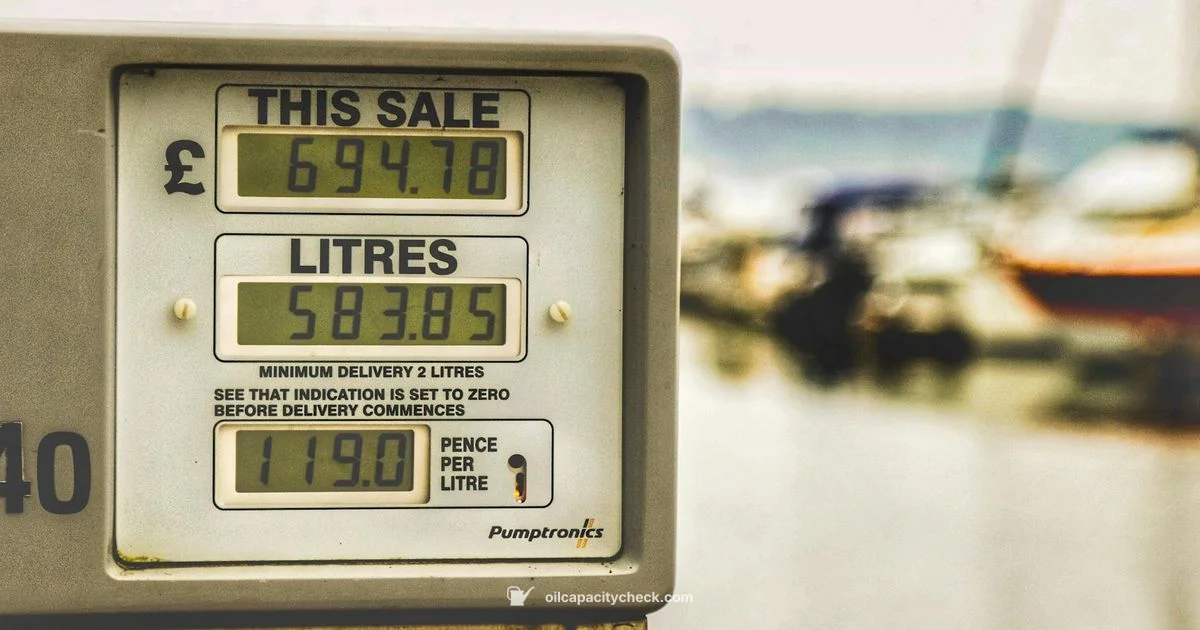 THIS SALE
£ 694.78
LITRES
583.85
MINIMUM DELIVERY 2 LITRES
SEE THAT INDICATION IS SET TO ZERO
BEFORE DELIVERY COMMENCES
119.0
PENCE
PER
LITRE
40
Pumptronics
oilcapacitycheck.com